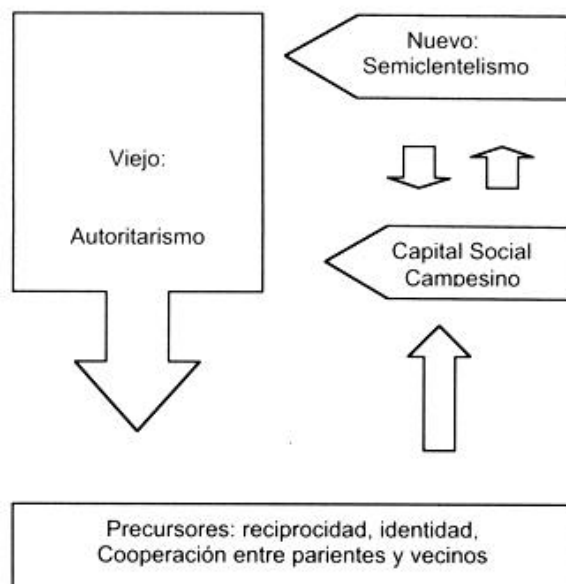 Nuevo:
Semiclentelismo
Viejo:
Autoritarismo
Capital Social
Campesino
Precursores: reciprocidad, identidad,
Cooperación entre parientes y vecinos